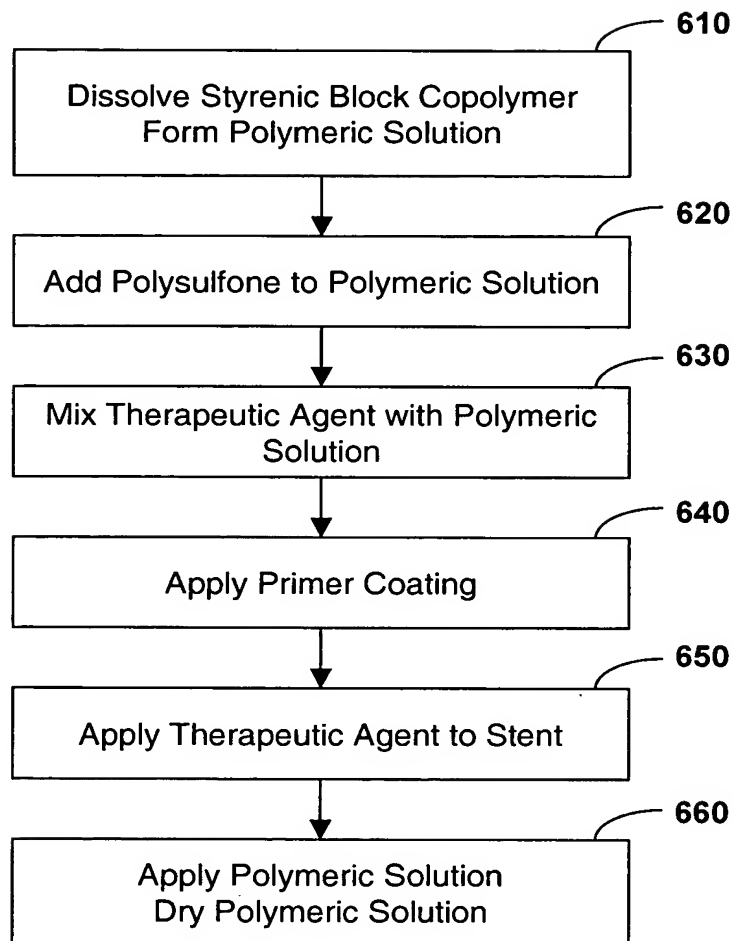 610
Dissolve Styrenic Block Copolymer
Form Polymeric Solution
620
Add Polysulfone to Polymeric Solution
630
Mix Therapeutic Agent with Polymeric
Solution
640
Apply Primer Coating
650
Apply Therapeutic Agent to Stent
660
Apply Polymeric Solution
Dry Polymeric Solution